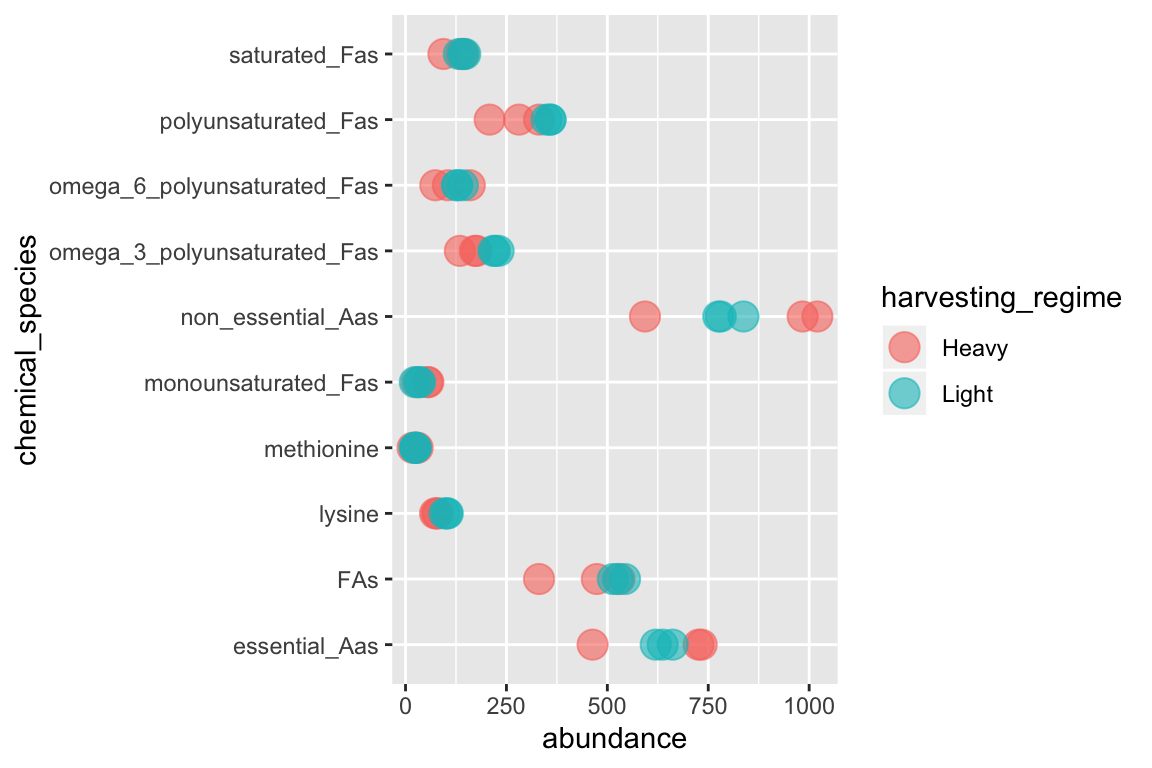 saturated_Fas
polyunsaturated_Fas
omega_6_polyunsaturated_Fas
omega_3_polyunsaturated_Fas
non_essential_Aas
monounsaturated_Fas
methionine
lysine
FAs
essential_Aas
chemical_species
0 250 500 750 1000
abundance
harvesting_regime
Heavy
Light